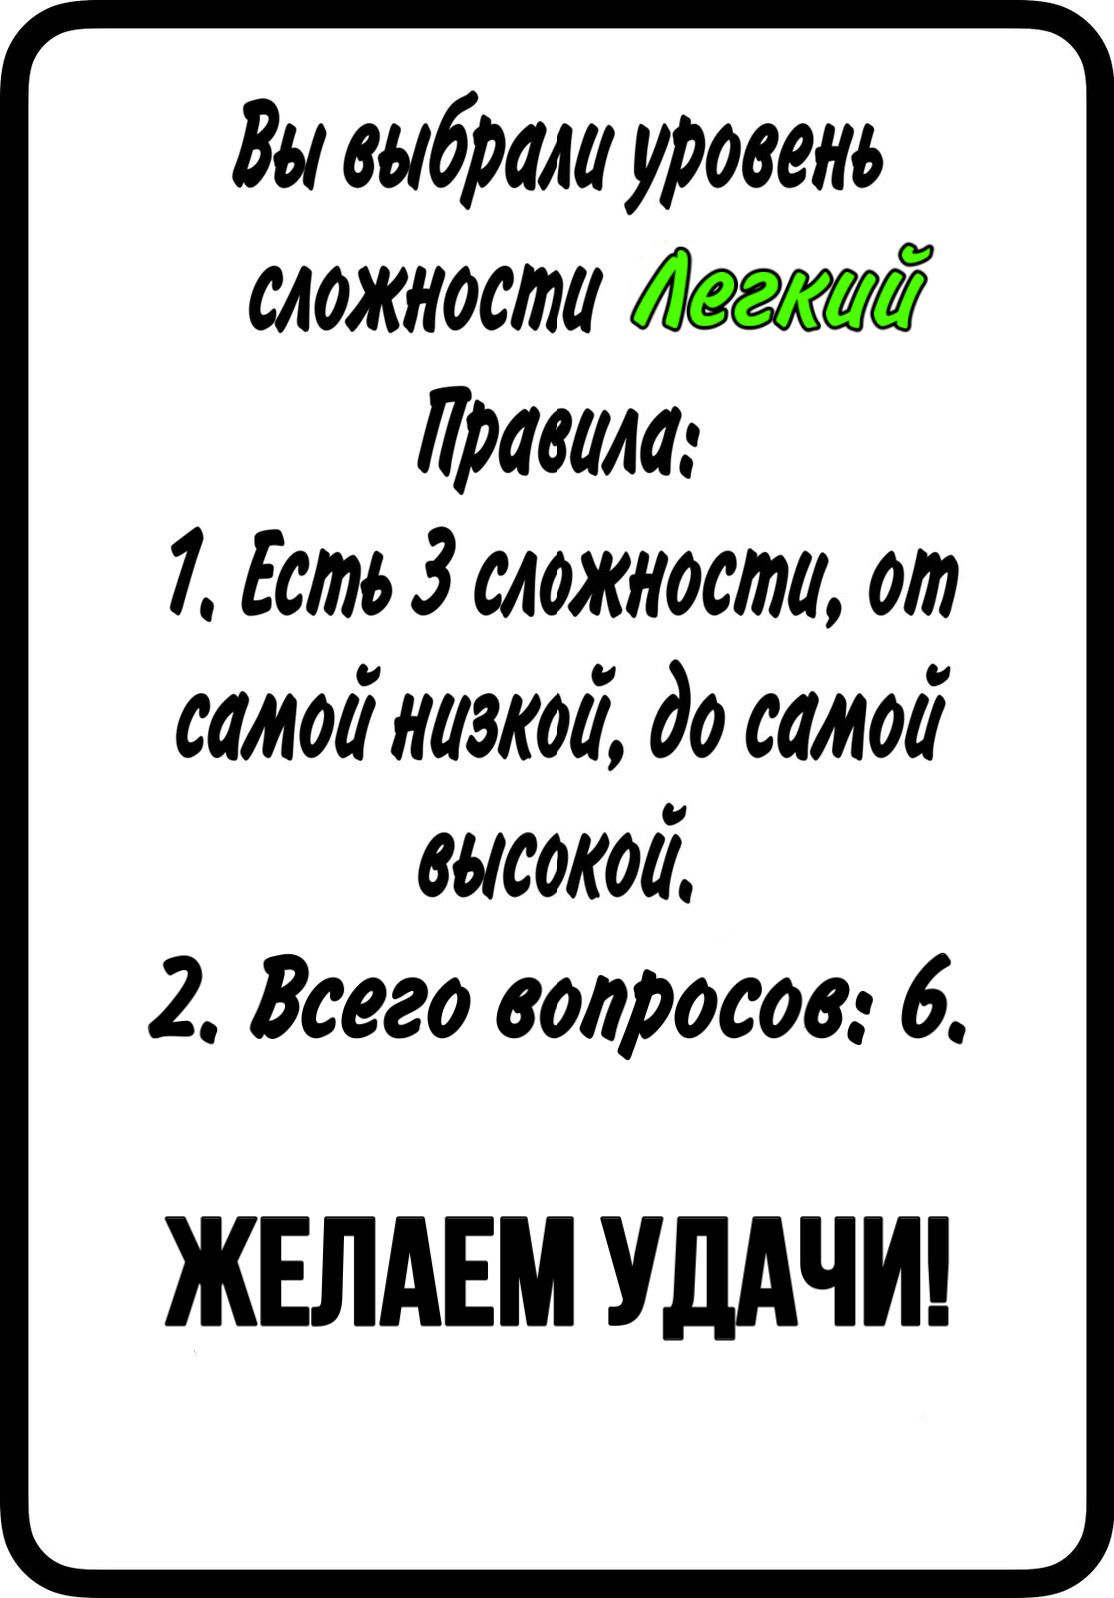 Вы выбрали уровень
сложности Легкий
Правила:
1. Есть 3 сложности, от
самой низкой, до самой
высокой.
2. Всего вопросов: 6.
ЖЕЛАЕМ УДАЧИ!